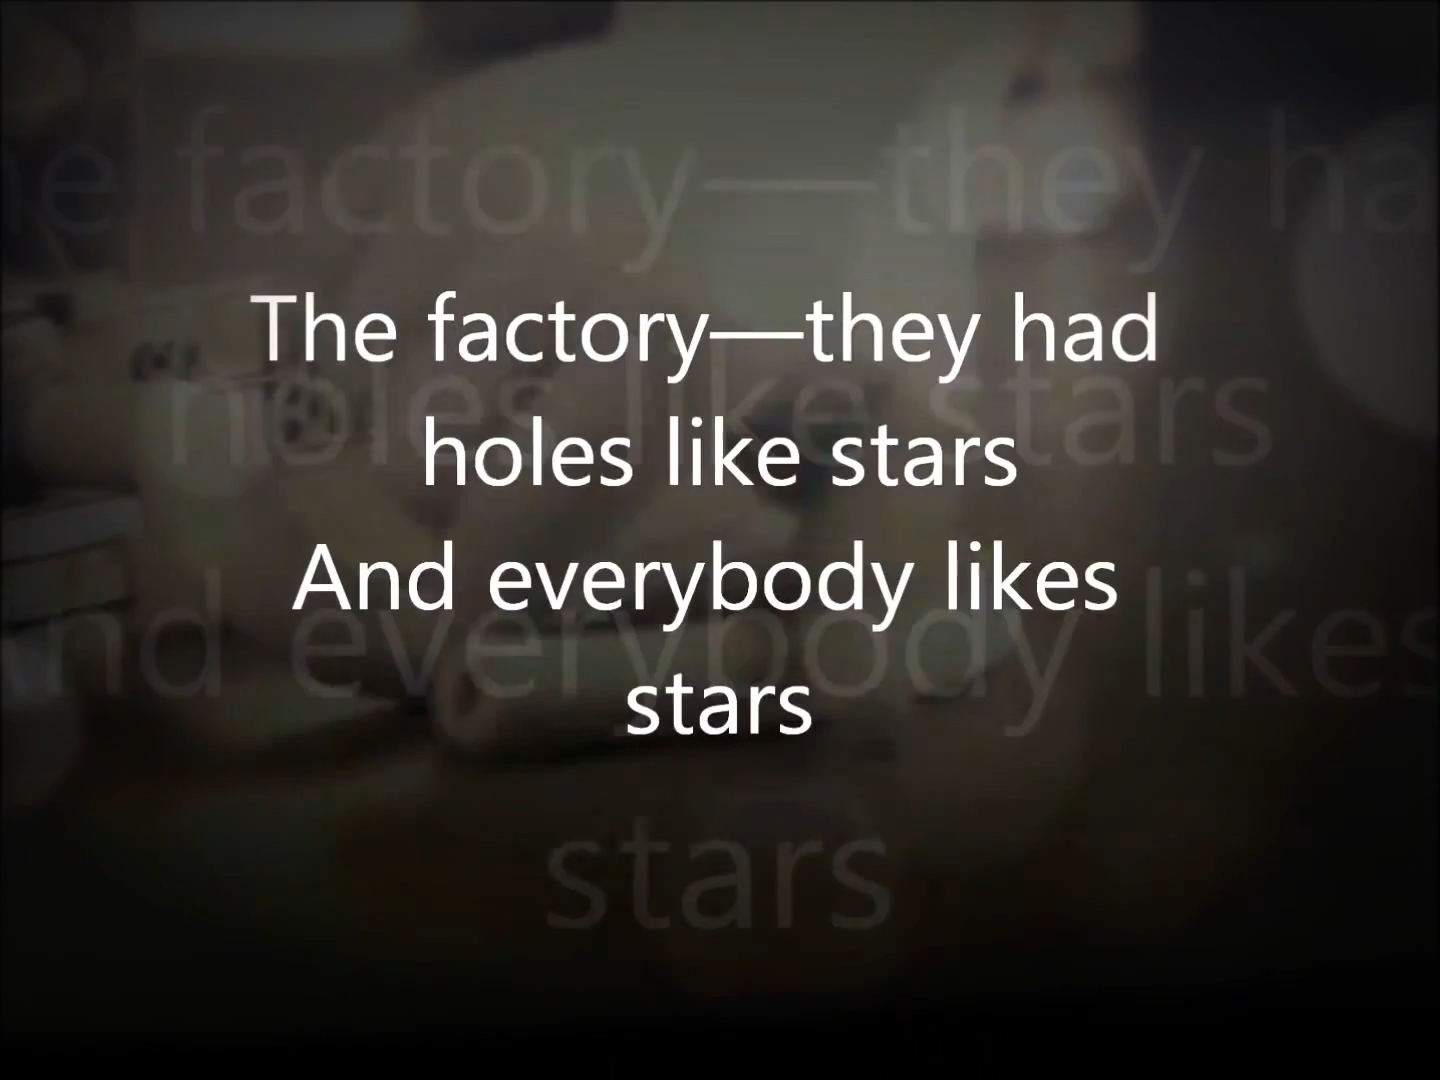 The factory—they had
holes like stars
And everybody likes
stars